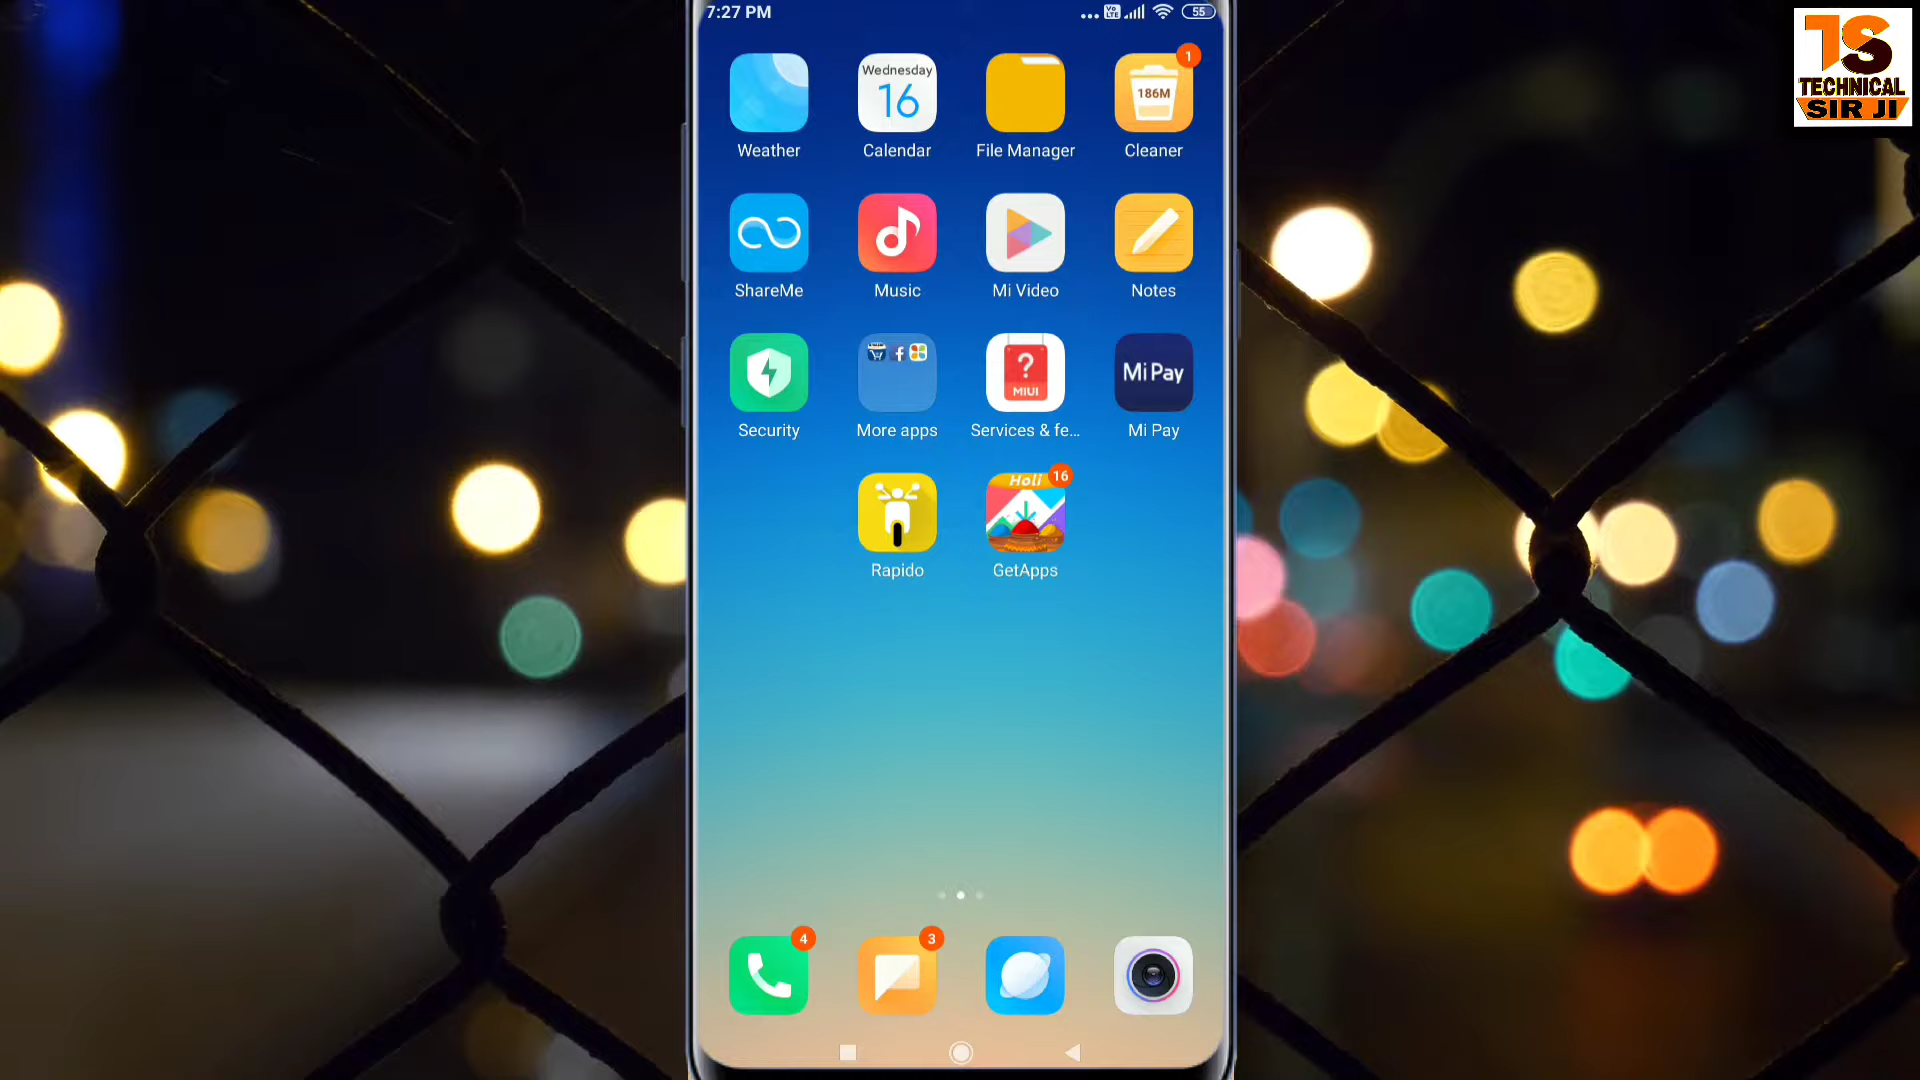 7:27 PM
Vo
LTE
55
TS
TECHNICAL
SIR JI
Wednesday
16
186M
1
Weather
Calendar
File Manager
Cleaner
ShareMe
Music
Mi Video
Notes
f
?
MIUI
Mi Pay
Security
More apps
Services & fe...
Mi Pay
Holi
16
Rapido
GetApps
4
3